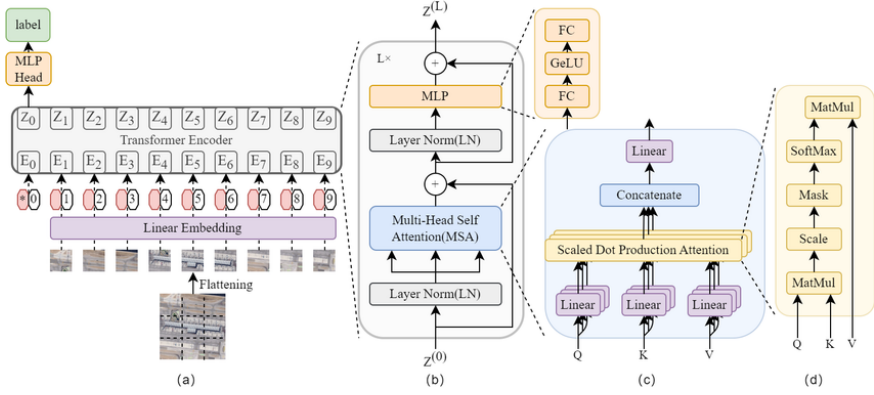 label
MLP
Head
Z0 Z1 Z2 Z3 Z4 Z5 Z6 Z7 Z8 Z9
Transformer Encoder
E0 E1 E2 E3 E4 E5 E6 E7 E8 E9
* 0 1 2 3 4 5 6 7 8 9
Linear Embedding
Flattening
(a)
Z(L)
L×
+
MLP
Layer Norm(LN)
+
Multi-Head Self
Attention(MSA)
Layer Norm(LN)
Z(0)
(b)
FC
GeLU
FC
Linear
Concatenate
Scaled Dot Production Attention
Linear Linear Linear
Q K V
(c)
MatMul
SoftMax
Mask
Scale
MatMul
Q K V
(d)